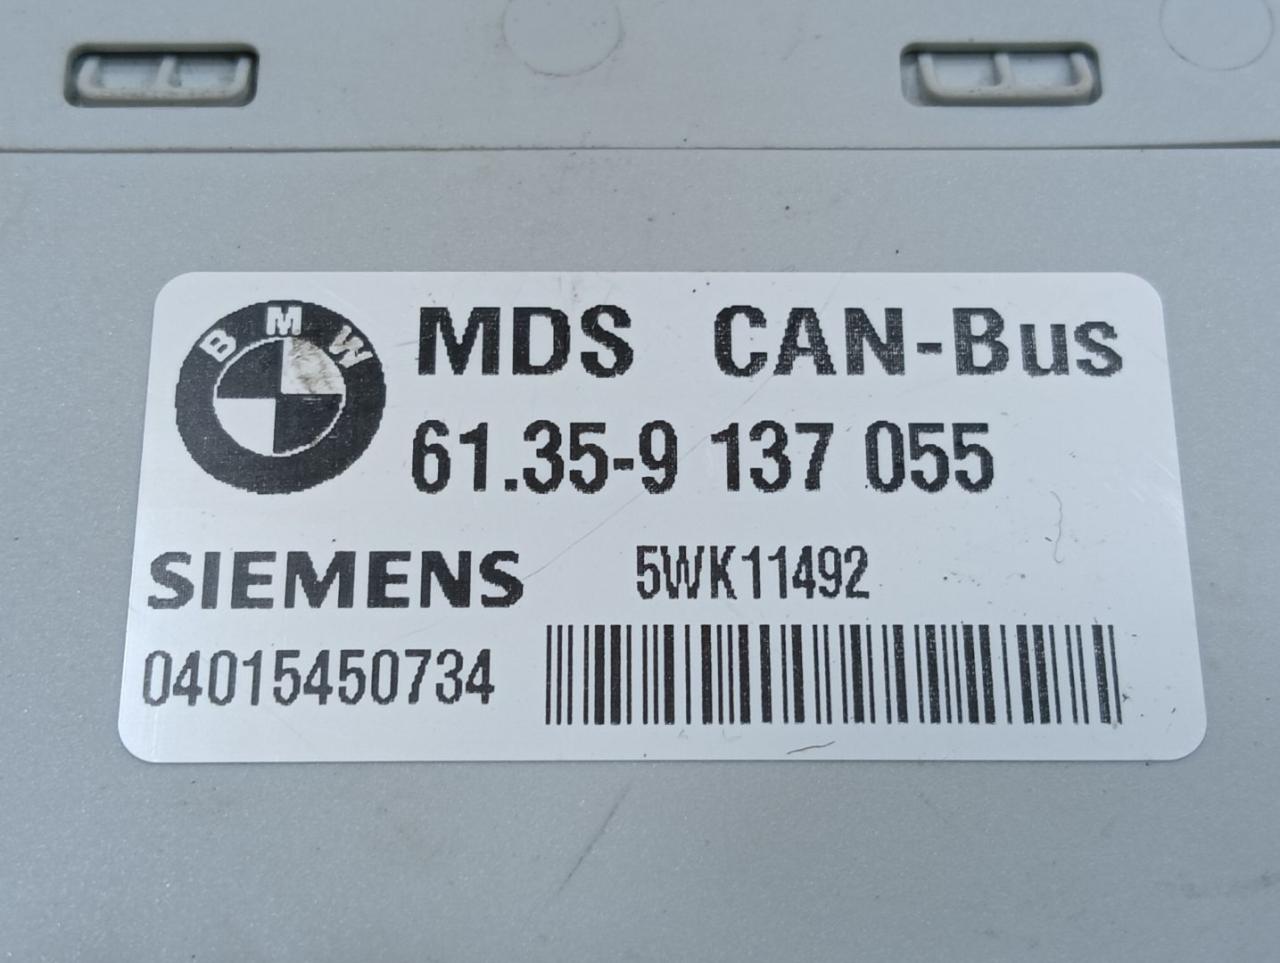 BMW
MDS CAN-Bus
61.35-9 137 055
SIEMENS 5WK11492
04015450734